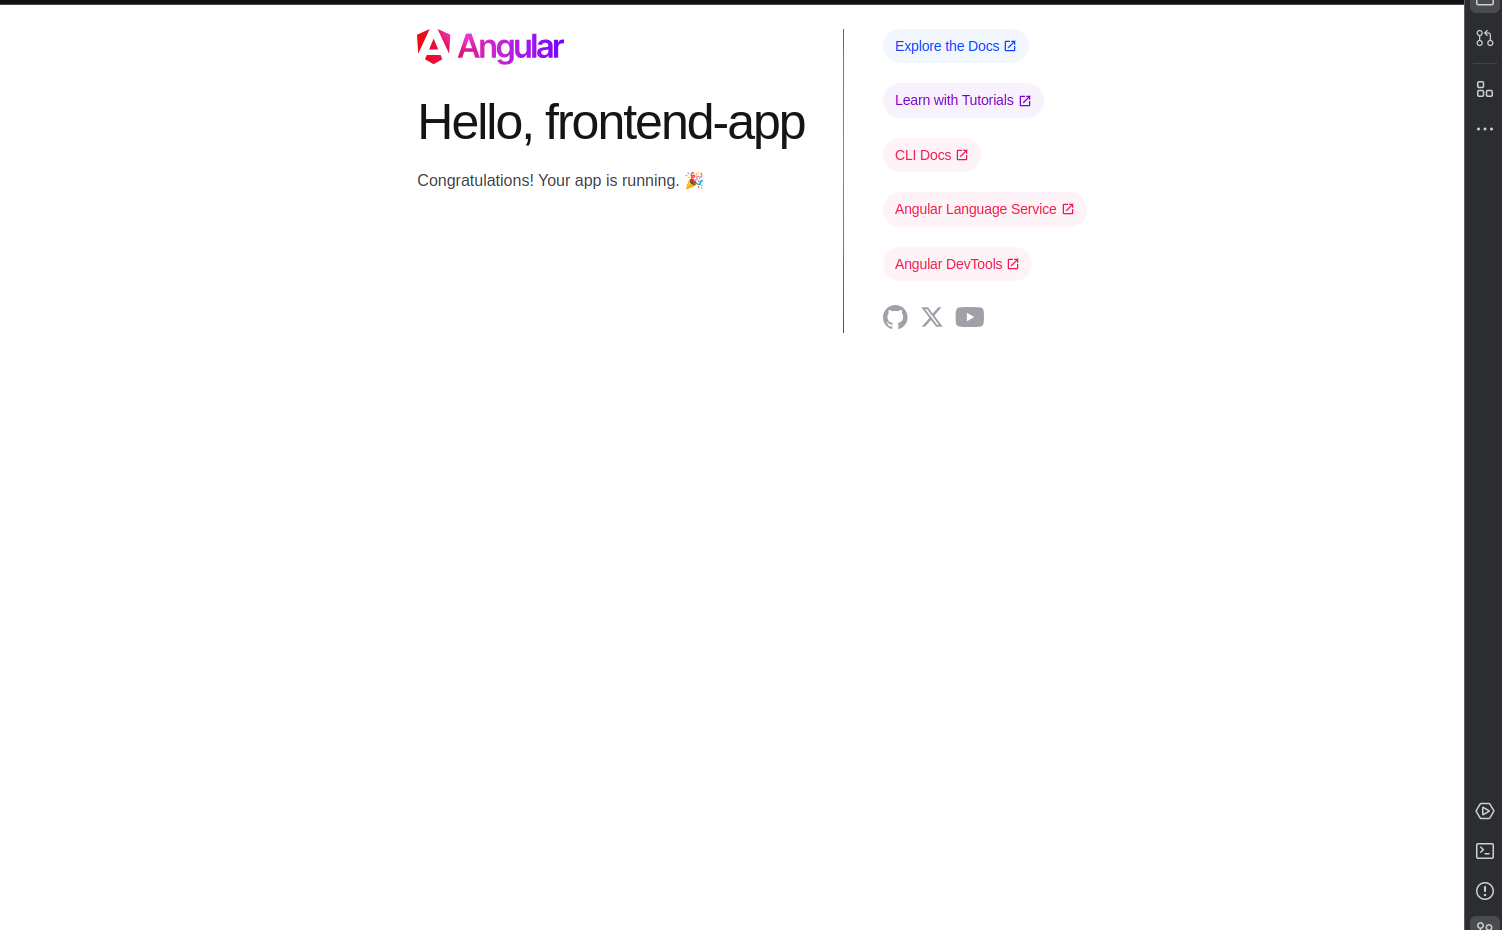 Angular
Hello, frontend-app
Congratulations! Your app is running. 🎉
Explore the Docs
Learn with Tutorials
CLI Docs
Angular Language Service
Angular DevTools